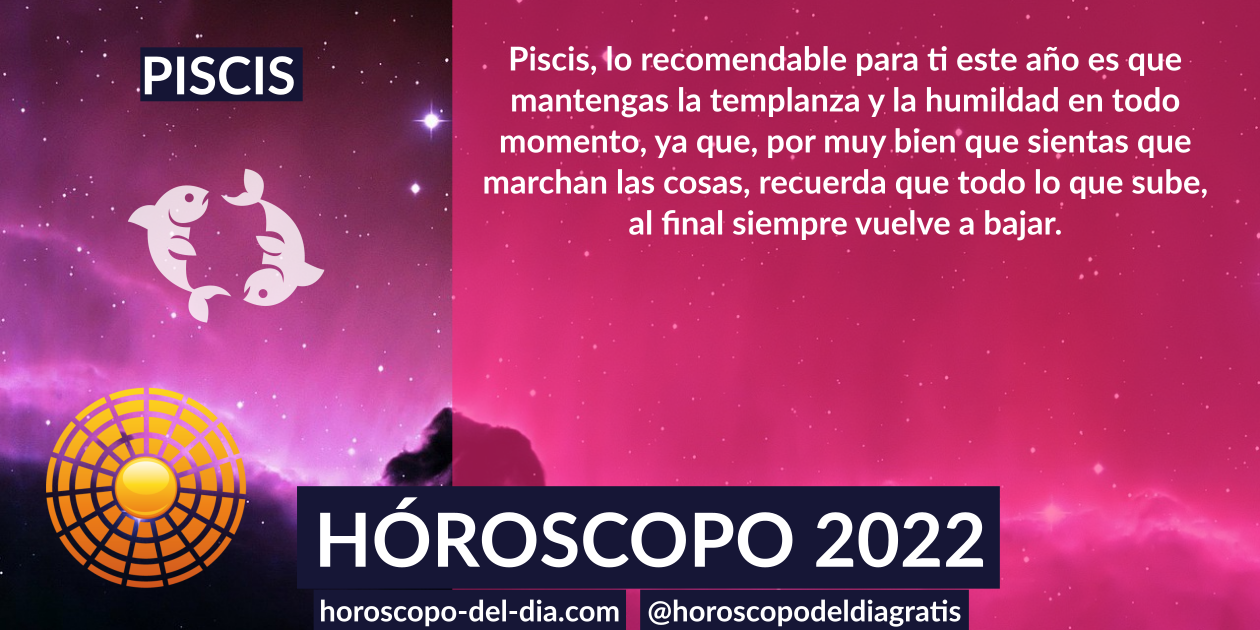 PISCIS
Piscis, lo recomendable para ti este año es que
mantengas la templanza y la humildad en todo
momento, ya que, por muy bien que sientas que
marchan las cosas, recuerda que todo lo que sube,
al final siempre vuelve a bajar.
HÓROSCOPO 2022
horoscopo-del-dia.com @horoscopodeldiagratis